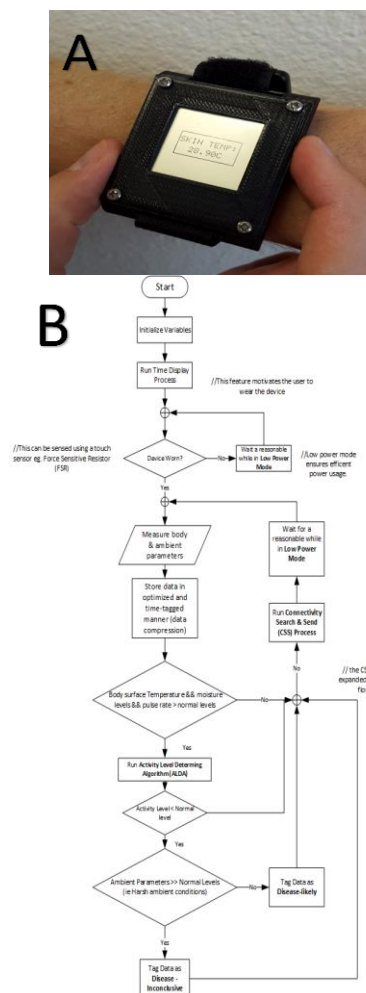 A
SKIN TEMP:
28.90C
B
Start
Initialize Variables
Run Time Display
Process
//This feature motivates the user to
wear the device
//This can be sensed using a touch
sensor eg. Force Sensitive Resistor
(FSR)
Device Worn?
No
Wait a reasonable
while in Low Power
Mode
//Low power mode
ensures efficent
power usage.
Yes
Measure body
& ambient
parameters
Wait for a
reasonable while
in Low Power
Mode
Store data in
optimized and
time-tagged
manner (data
compression)
Run Connectivity
Search & Send
(CSS) Process
No
// the CS
expanded
flo
Body surface Temperature && moisture
levels && pulse rate > normal levels
No
Yes
Run Activity Level Determing
Algorithm(ALDA)
Activity Level < Normal
level
Yes
Ambient Parameters >> Normal Levels
(ie Harsh ambient conditions)
No
Tag Data as
Disease-likely
Yes
Tag Data as
Disease -
Inconclusive